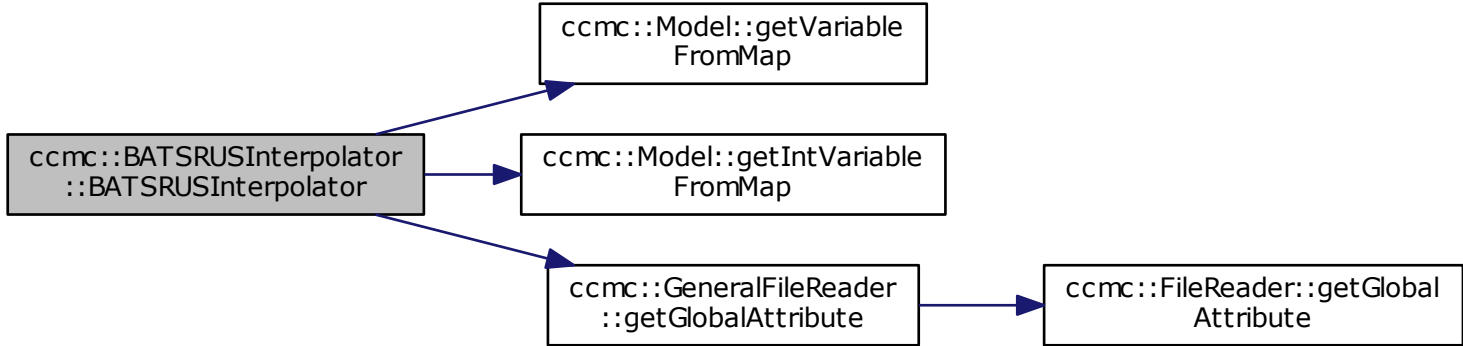 ccmc::Model::getVariable
FromMap
ccmc::BATSRUSInterpolator
::BATSRUSInterpolator
ccmc::Model::getIntVariable
FromMap
ccmc::GeneralFileReader
::getGlobalAttribute
ccmc::FileReader::getGlobal
Attribute